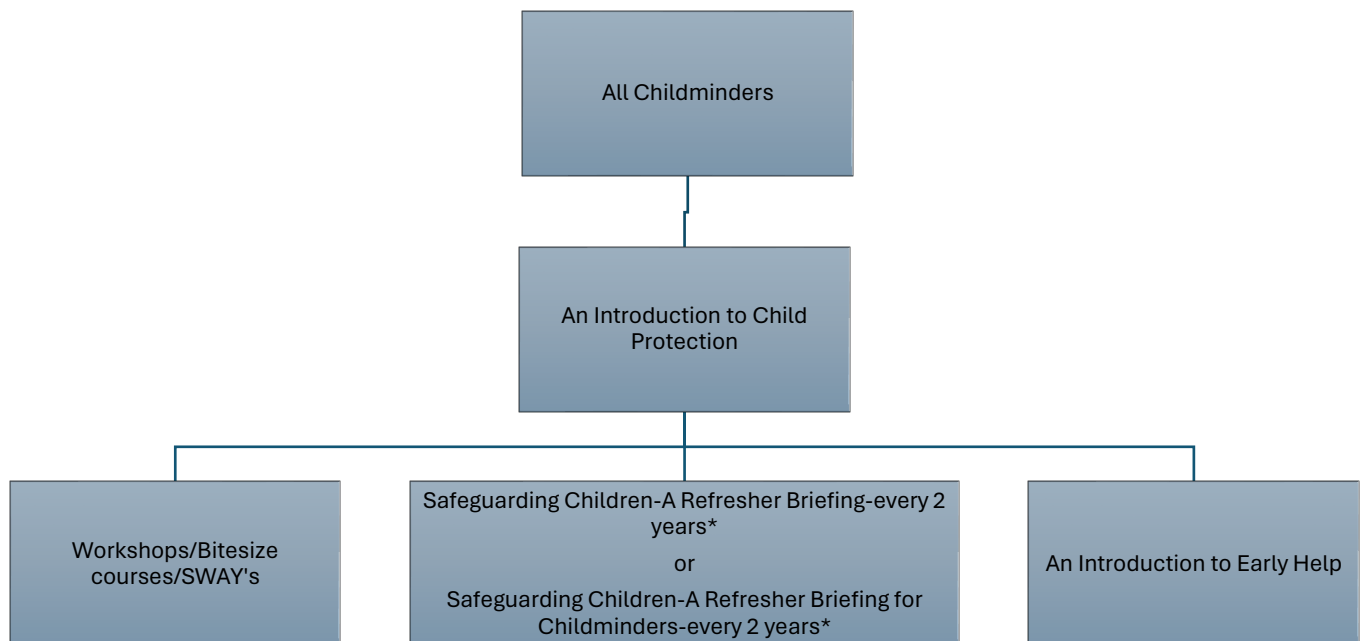 All Childminders
An Introduction to Child
Protection
Workshops/Bitesize
courses/SWAY's
Safeguarding Children-A Refresher Briefing-every 2
years*
or
Safeguarding Children-A Refresher Briefing for
Childminders-every 2 years*
An Introduction to Early Help